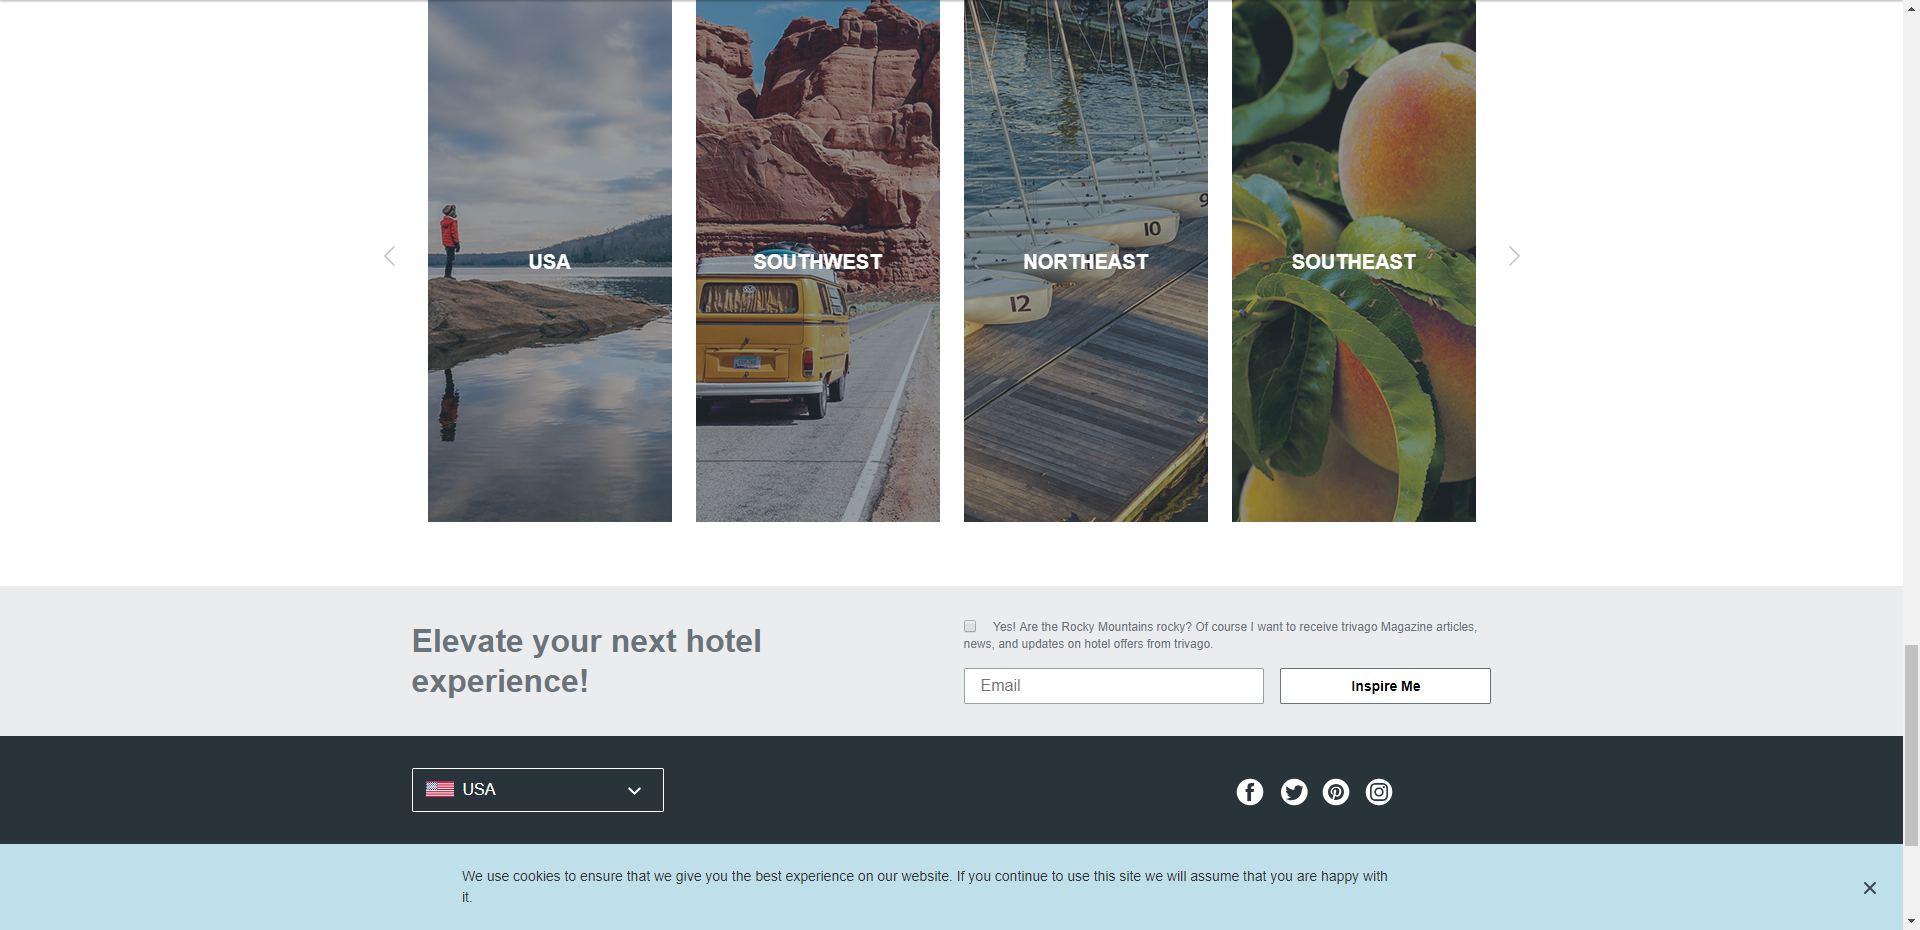 USA
SOUTHWEST
NORTHEAST
SOUTHEAST
9
10
12
Elevate your next hotel
experience!
Yes! Are the Rocky Mountains rocky? Of course I want to receive trivago Magazine articles,
news, and updates on hotel offers from trivago.
Email
Inspire Me
USA
We use cookies to ensure that we give you the best experience on our website. If you continue to use this site we will assume that you are happy with
it.